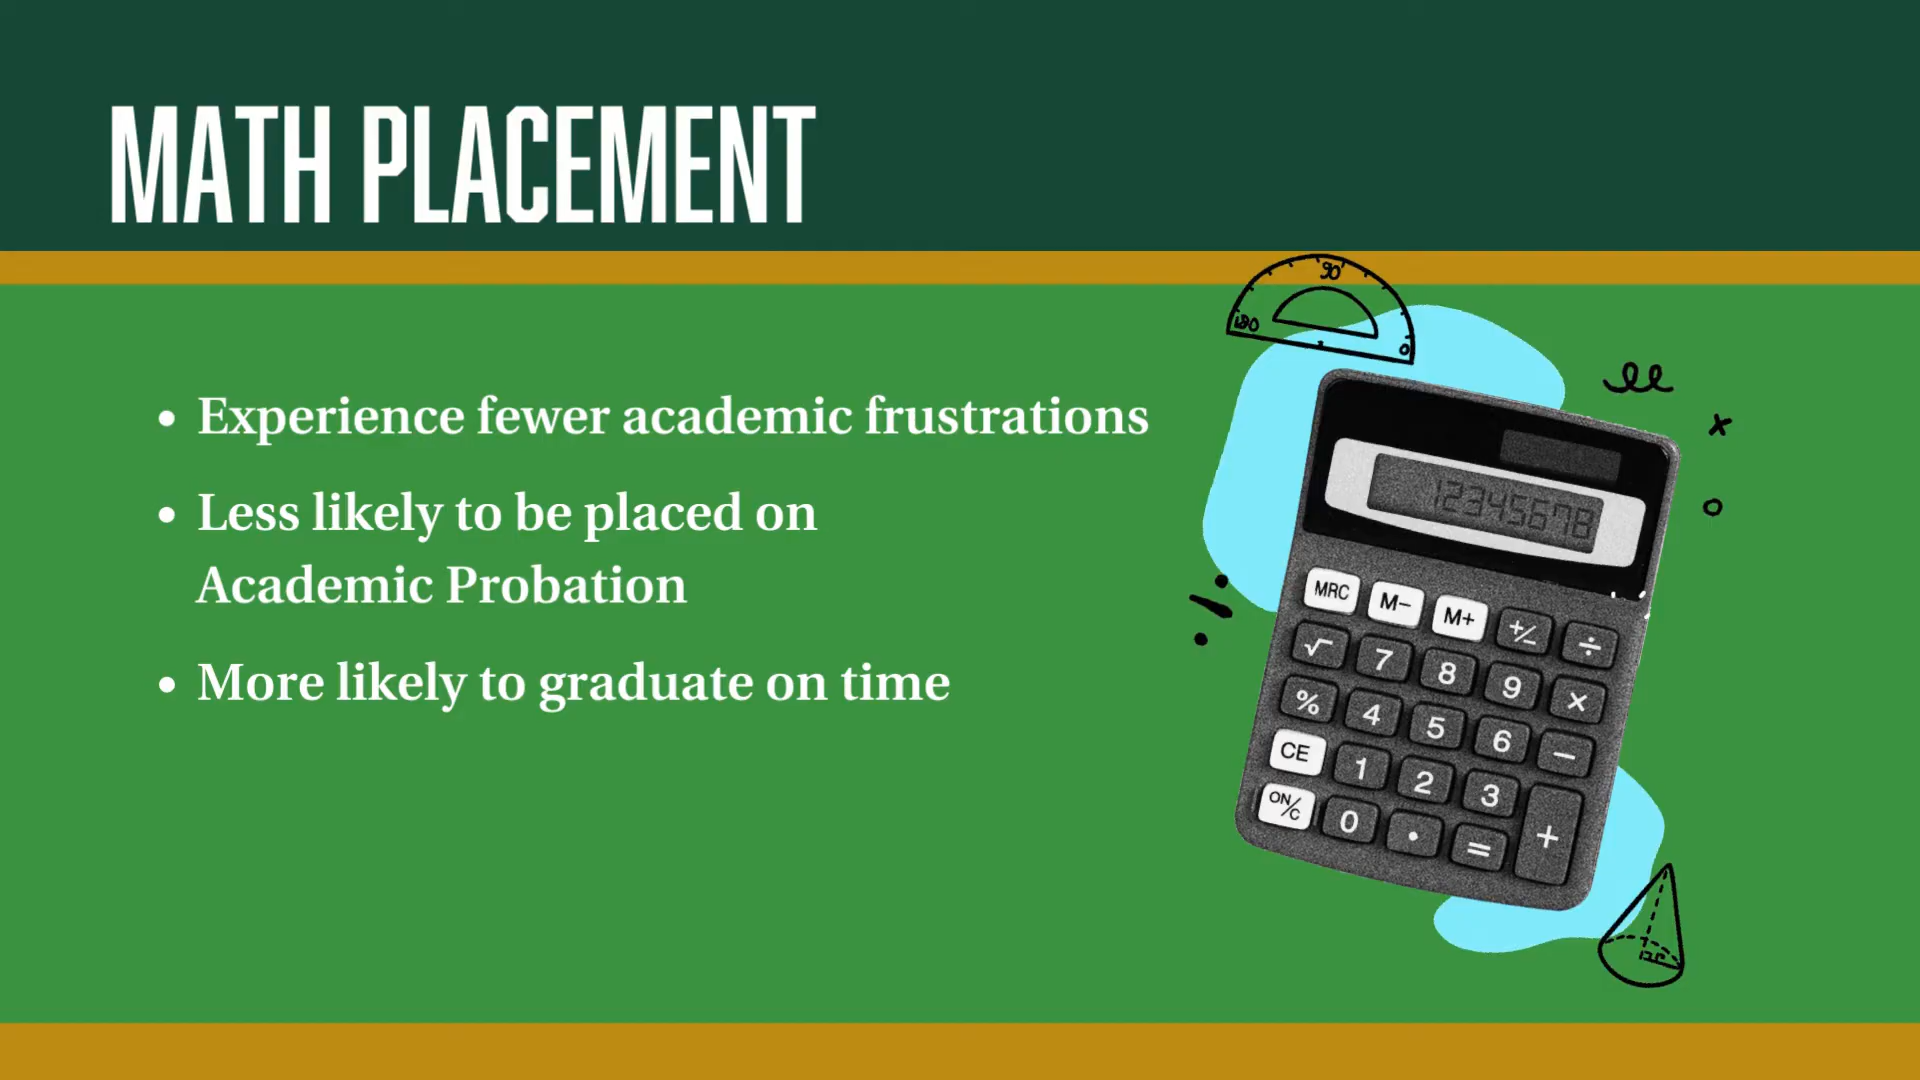 MATH PLACEMENT
• Experience fewer academic frustrations
• Less likely to be placed on
Academic Probation
• More likely to graduate on time
90
180
0
12345678
MRC M− M+ +/− ÷
√ 7 8 9 ×
% 4 5 6 −
CE 1 2 3
ON/C 0 • = +